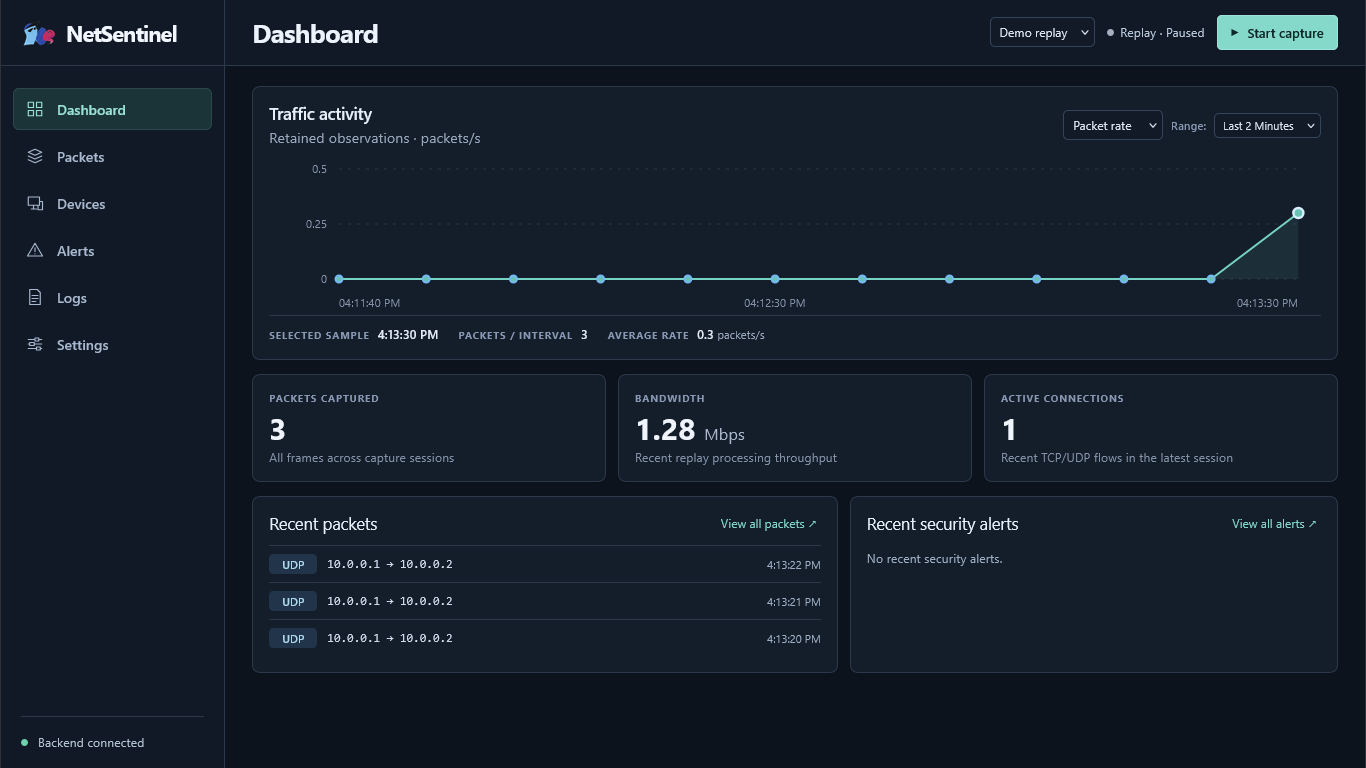 NetSentinel
Dashboard
Demo replay
Replay · Paused
Start capture
Dashboard
Packets
Devices
Alerts
Logs
Settings
Backend connected
Traffic activity
Retained observations · packets/s
Packet rate
Range:
Last 2 Minutes
0.5
0.25
0
04:11:40 PM
04:12:30 PM
04:13:30 PM
SELECTED SAMPLE 4:13:30 PM PACKETS / INTERVAL 3 AVERAGE RATE 0.3 packets/s
PACKETS CAPTURED
3
All frames across capture sessions
BANDWIDTH
1.28 Mbps
Recent replay processing throughput
ACTIVE CONNECTIONS
1
Recent TCP/UDP flows in the latest session
Recent packets
View all packets ↗
UDP 10.0.0.1 → 10.0.0.2 4:13:22 PM
UDP 10.0.0.1 → 10.0.0.2 4:13:21 PM
UDP 10.0.0.1 → 10.0.0.2 4:13:20 PM
Recent security alerts
View all alerts ↗
No recent security alerts.